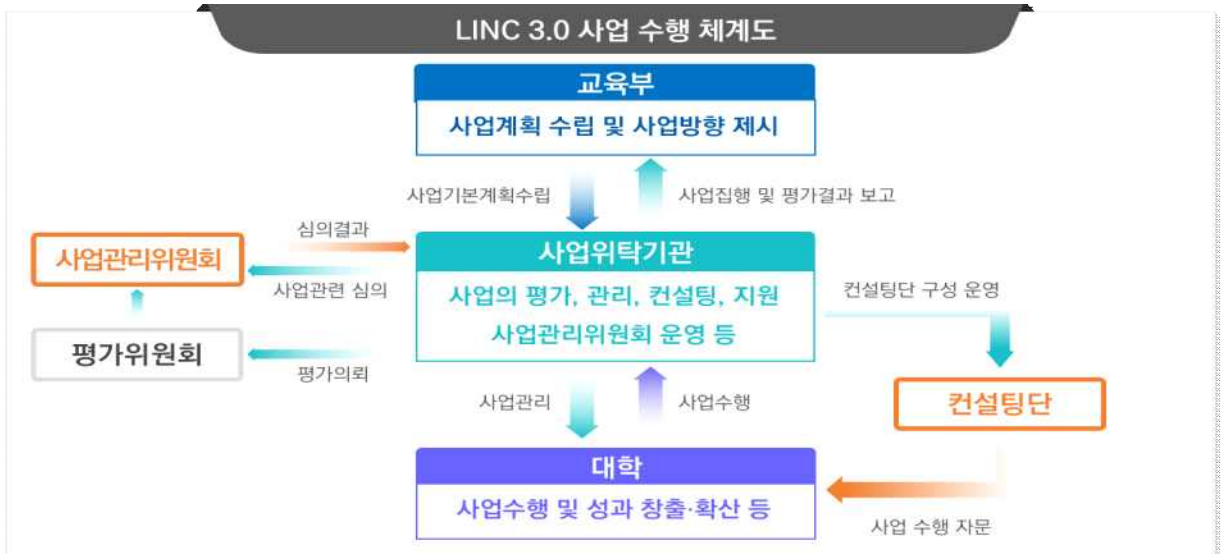 LINC 3.0 사업 수행 체계도
교육부
사업계획 수립 및 사업방향 제시
사업기본계획수립
사업집행 및 평가결과 보고
심의결과
사업관리위원회
사업관련 심의
사업위탁기관
사업의 평가, 관리, 컨설팅, 지원
사업관리위원회 운영 등
컨설팅단 구성 운영
평가위원회
평가의뢰
사업관리
사업수행
컨설팅단
대학
사업수행 및 성과 창출·확산 등
사업 수행 자문